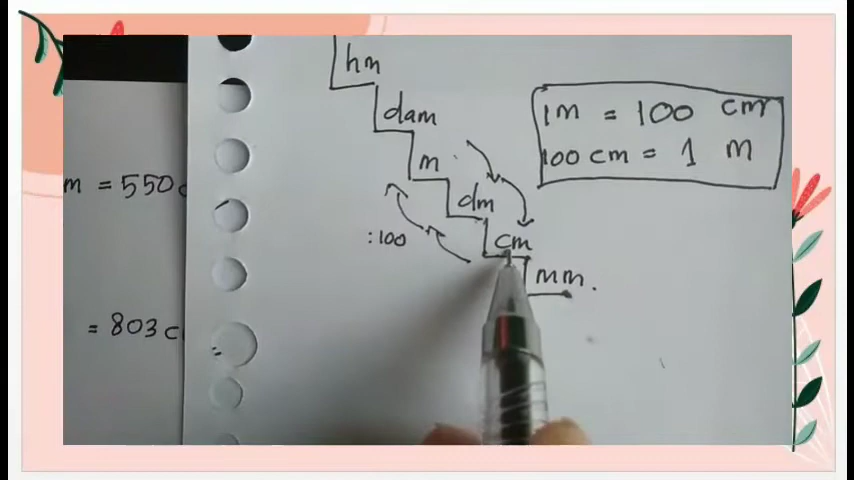 hm
dam
m
dm
cm
mm.
:100
1m = 100 cm
100 cm = 1 m
m = 550 c
= 803 c